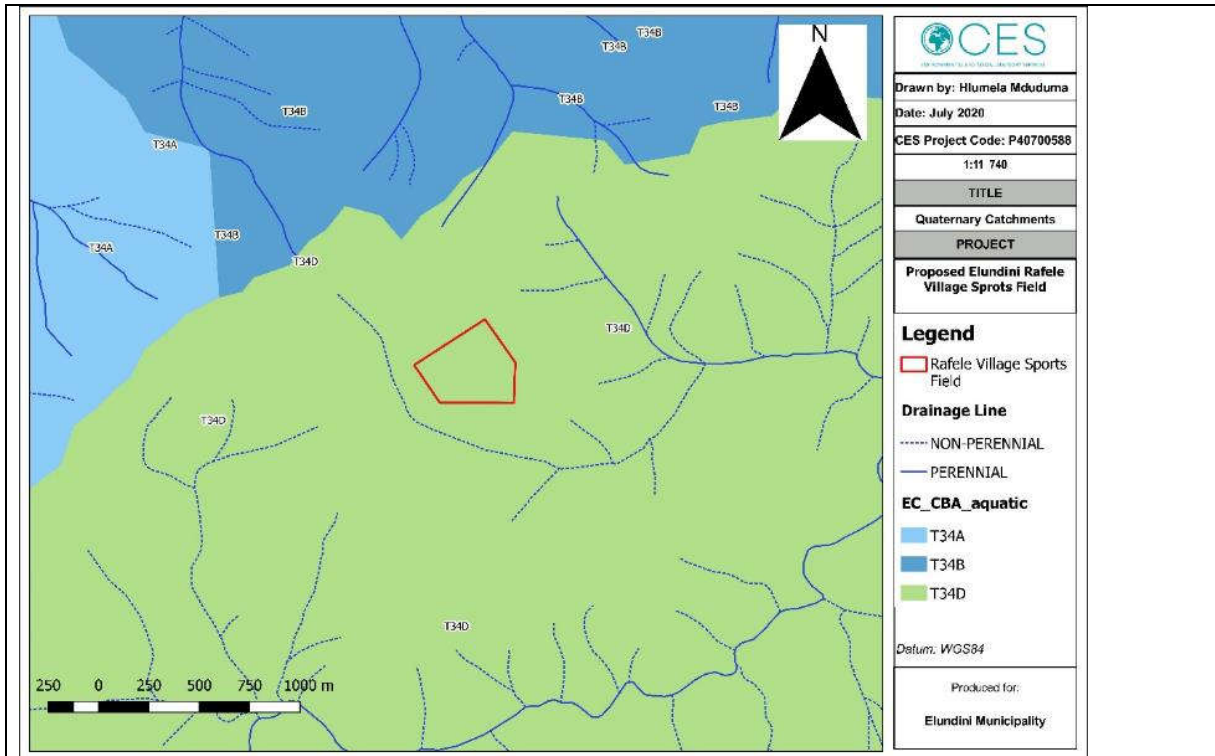 T34B
T34B
T34B
T34B
T34B
T34A
T34B
T34A
T34D
T34D
T34D
T34D
N
250 0 250 500 750 1000 m
CES
Drawn by: Hlumela Mduduma
Date: July 2020
CES Project Code: P40700588
1:11 740
TITLE
Quaternary Catchments
PROJECT
Proposed Elundini Rafele
Village Sprots Field
Legend
Rafele Village Sports
Field
Drainage Line
NON-PERENNIAL
PERENNIAL
EC_CBA_aquatic
T34A
T34B
T34D
Datum: WGS84
Produced for:
Elundini Municipality